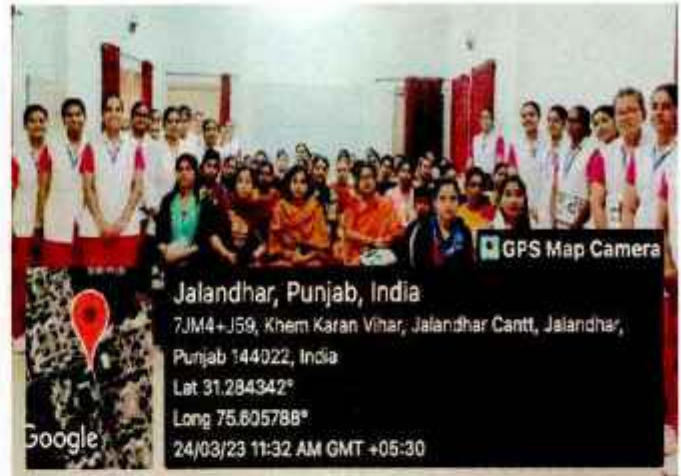 GPS Map Camera
Jalandhar, Punjab, India
7JM4+J59, Khem Karan Vihar, Jalandhar Cantt, Jalandhar,
Punjab 144022, India
Lat 31.284342°
Long 75.605788°
24/03/23 11:32 AM GMT +05:30
Google